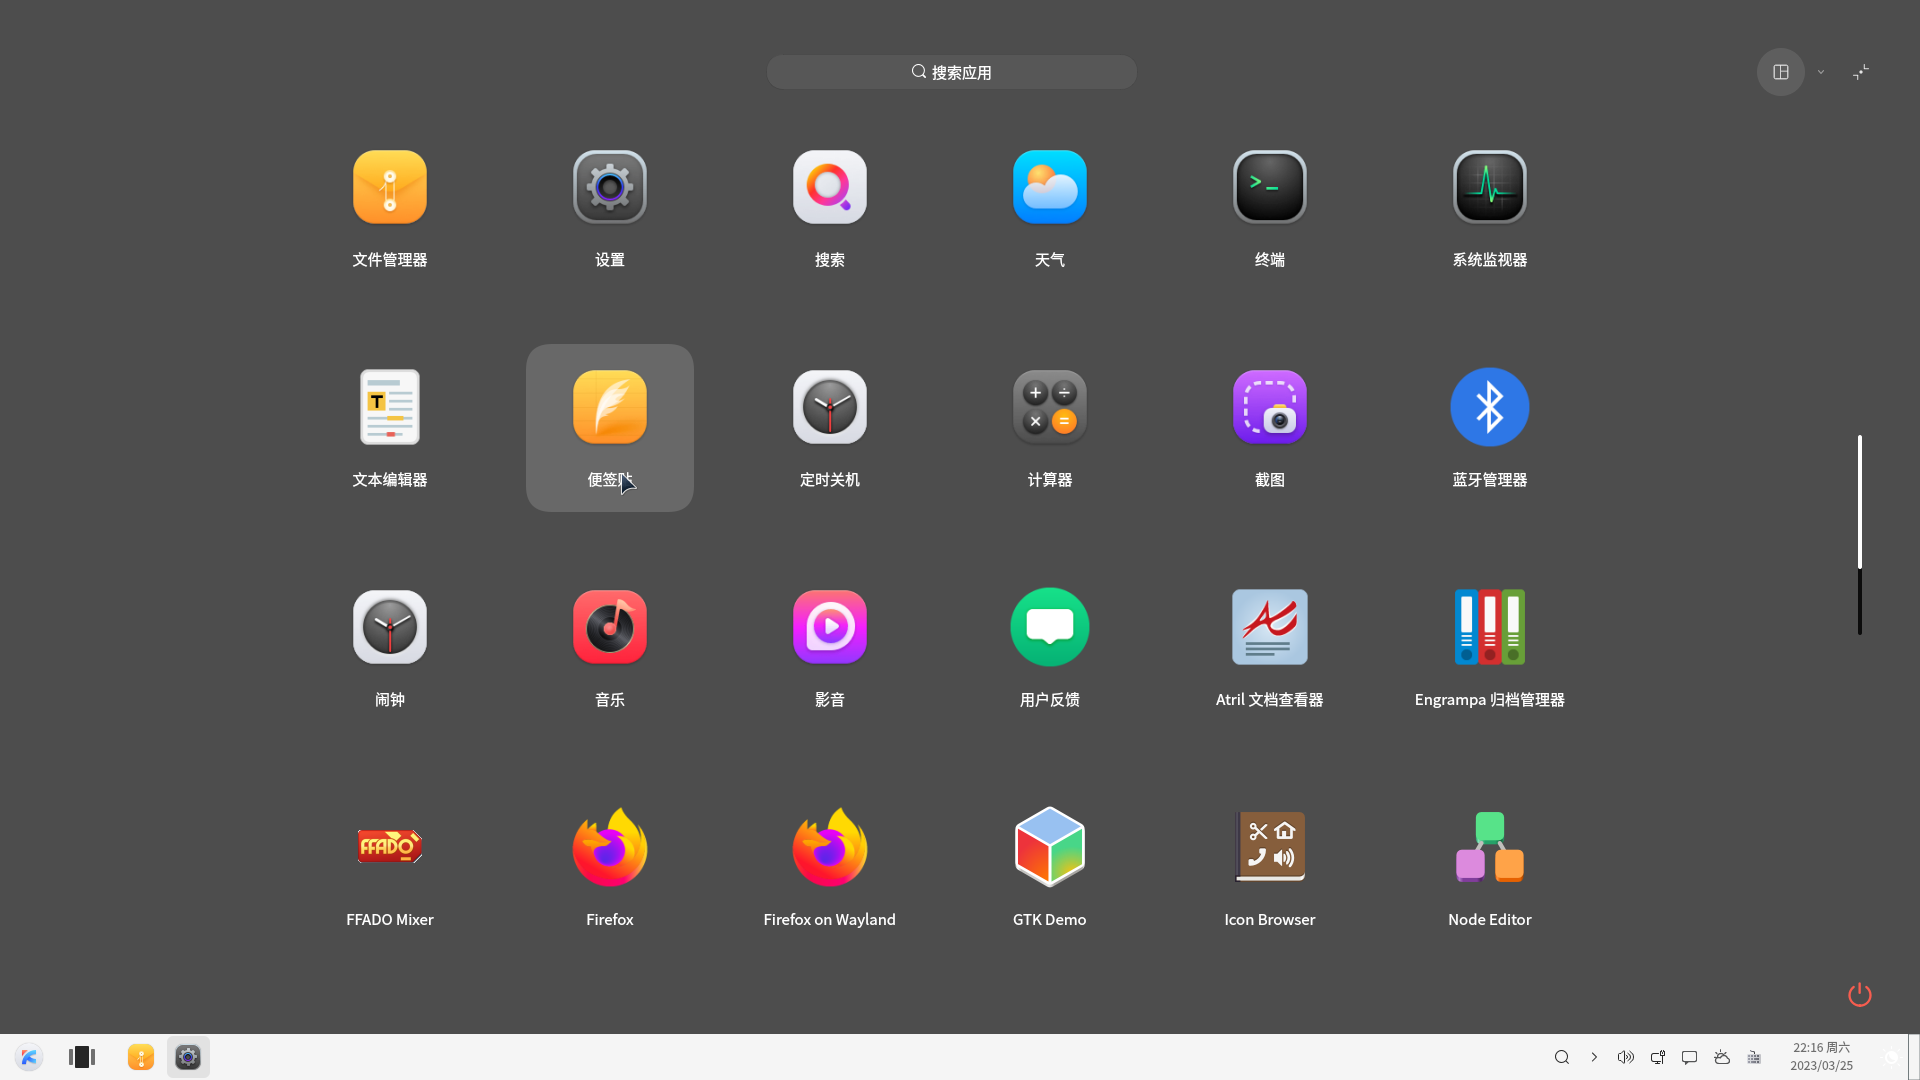 搜索应用
文件管理器
设置
搜索
天气
终端
系统监视器
文本编辑器
便签贴
定时关机
计算器
截图
蓝牙管理器
闹钟
音乐
影音
用户反馈
Atril 文档查看器
Engrampa 归档管理器
FFADO
FFADO Mixer
Firefox
Firefox on Wayland
GTK Demo
Icon Browser
Node Editor
22:16 周六
2023/03/25